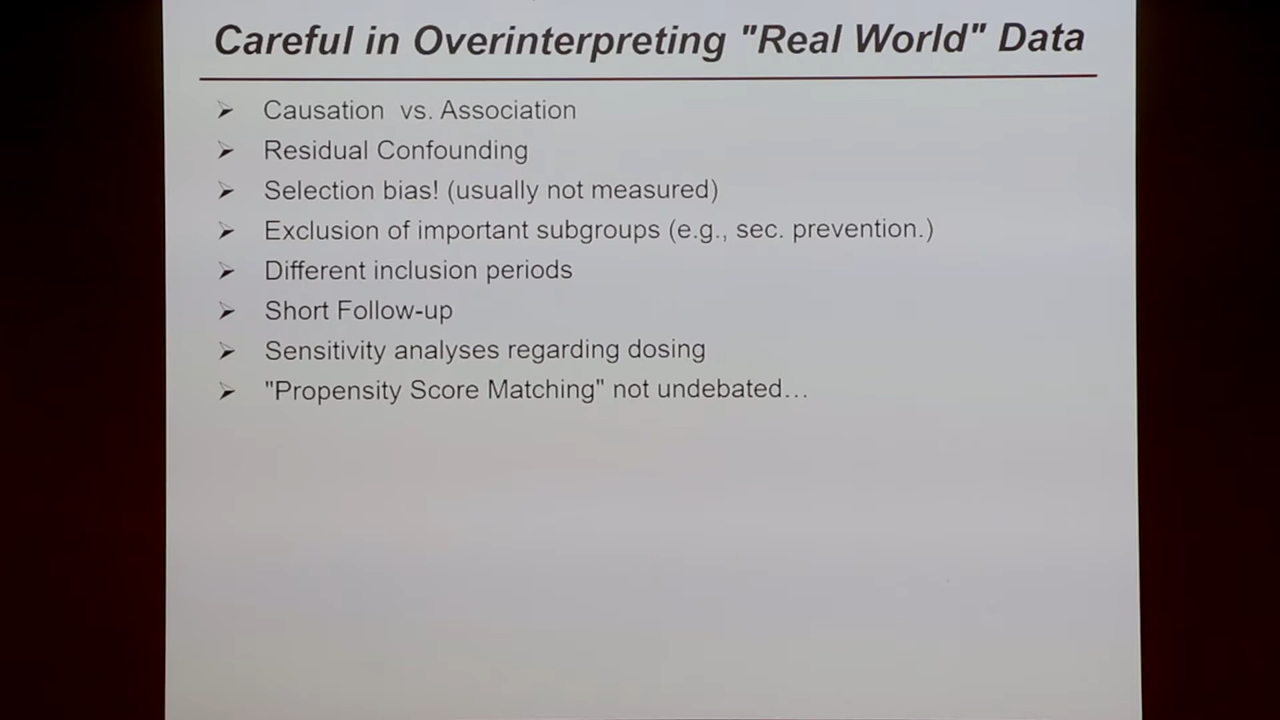 Careful in Overinterpreting "Real World" Data
➢ Causation vs. Association
➢ Residual Confounding
➢ Selection bias! (usually not measured)
➢ Exclusion of important subgroups (e.g., sec. prevention.)
➢ Different inclusion periods
➢ Short Follow-up
➢ Sensitivity analyses regarding dosing
➢ "Propensity Score Matching" not undebated…